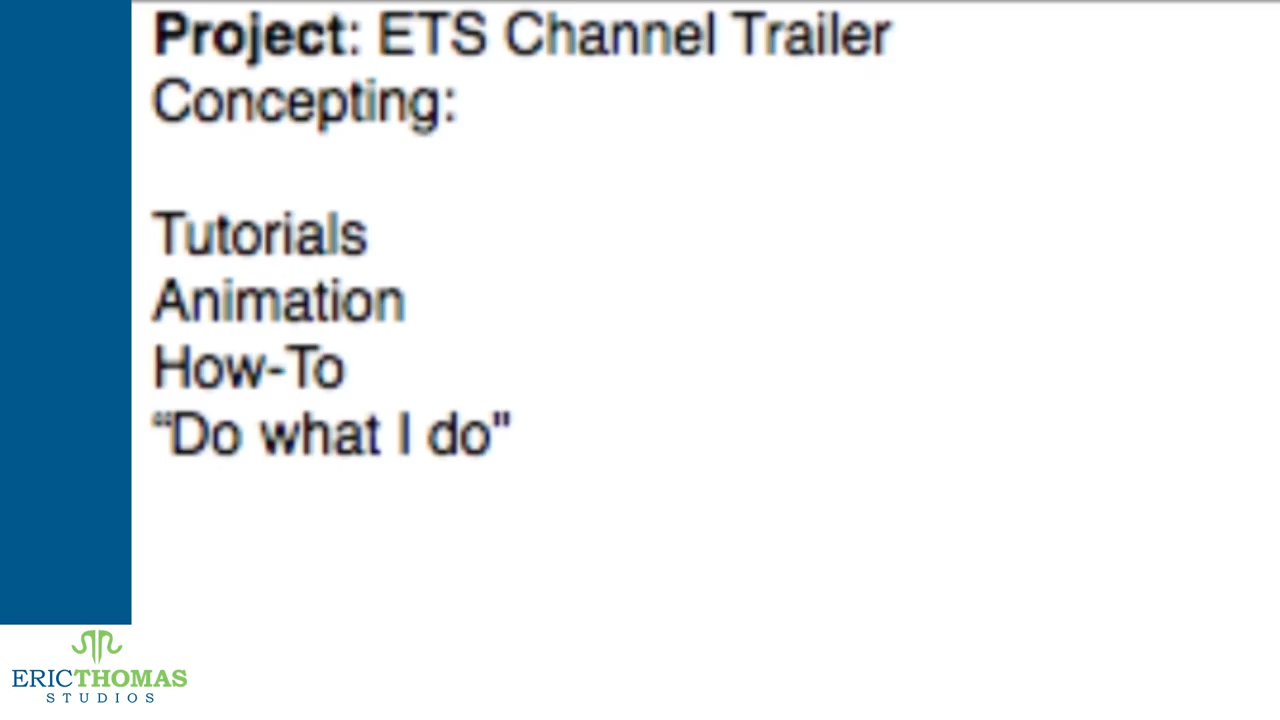 Project: ETS Channel Trailer
Concepting:
Tutorials
Animation
How-To
“Do what I do"
ERICTHOMAS
STUDIOS